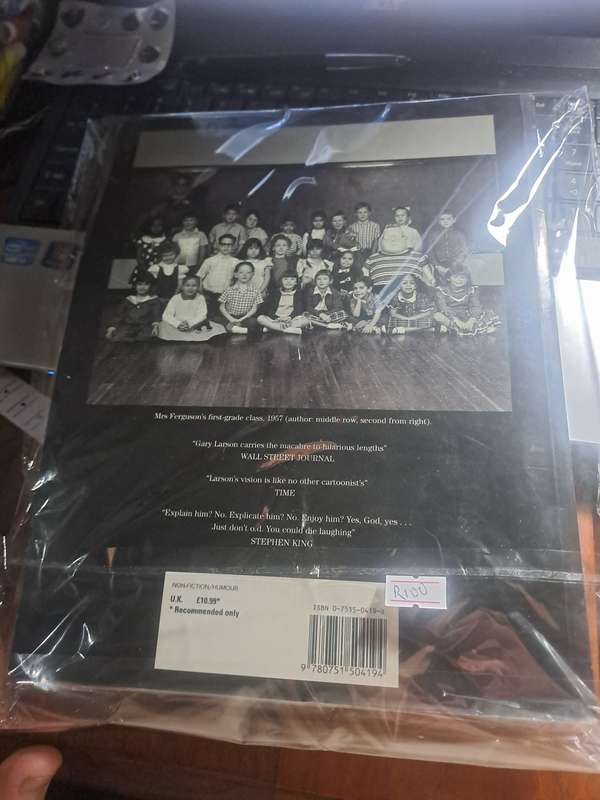 Mrs Ferguson's first-grade class, 1957 (author: middle row, second from right).
"Gary Larson carries the macabre to hilarious lengths"
WALL STREET JOURNAL
"Larson's vision is like no other cartoonist's"
TIME
"Explain him? No. Explicate him? No. Enjoy him? Yes, God, yes . . .
Just don't o.d. You could die laughing"
STEPHEN KING
NON-FICTION/HUMOUR
U.K. £10.99*
* Recommended only
ISBN 0-7515-0419-X
9 780751 504194
R100